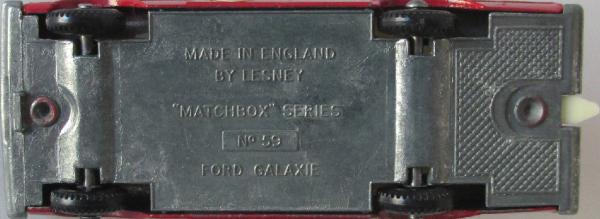 MADE IN ENGLAND
BY LESNEY
"MATCHBOX" SERIES
Nº 59
FORD GALAXIE